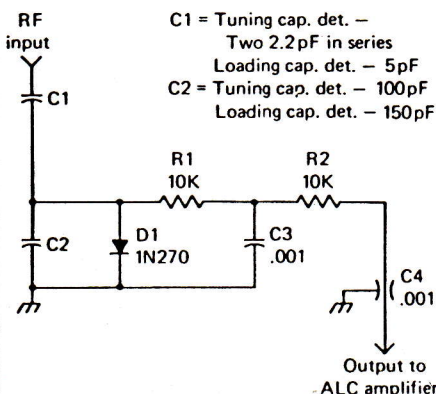 RF
input
C1 = Tuning cap. det. –
Two 2.2pF in series
Loading cap. det. – 5pF
C2 = Tuning cap. det. – 100pF
Loading cap. det. – 150pF
C1
R1
10K
R2
10K
C2
D1
1N270
C3
.001
C4
.001
Output to
ALC amplifier